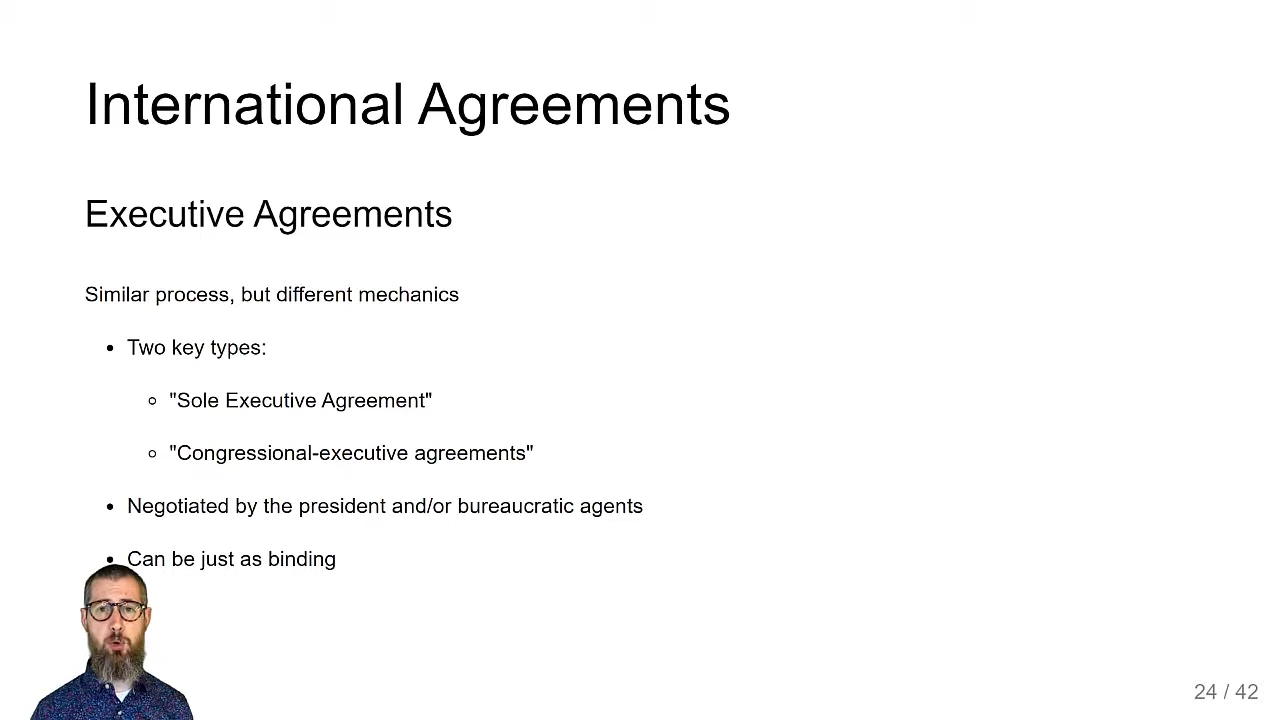 International Agreements
Executive Agreements
Similar process, but different mechanics
Two key types:
"Sole Executive Agreement"
"Congressional-executive agreements"
Negotiated by the president and/or bureaucratic agents
Can be just as binding
24 / 42